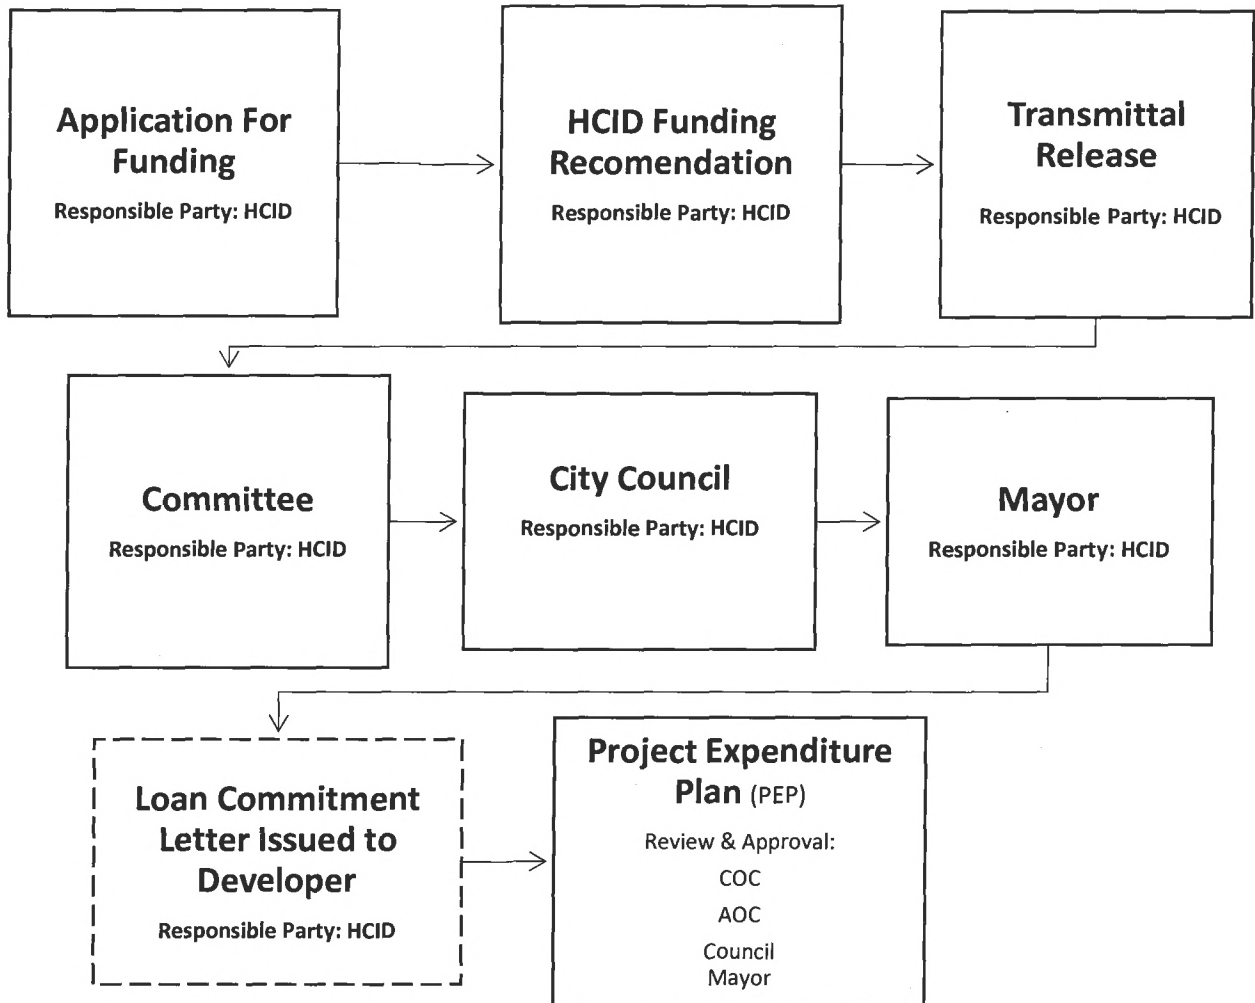 Application For
Funding
Responsible Party: HCID
HCID Funding
Recomendation
Responsible Party: HCID
Transmittal
Release
Responsible Party: HCID
Committee
Responsible Party: HCID
City Council
Responsible Party: HCID
Mayor
Responsible Party: HCID
Loan Commitment
Letter Issued to
Developer
Responsible Party: HCID
Project Expenditure
Plan (PEP)
Review & Approval:
COC
AOC
Council
Mayor